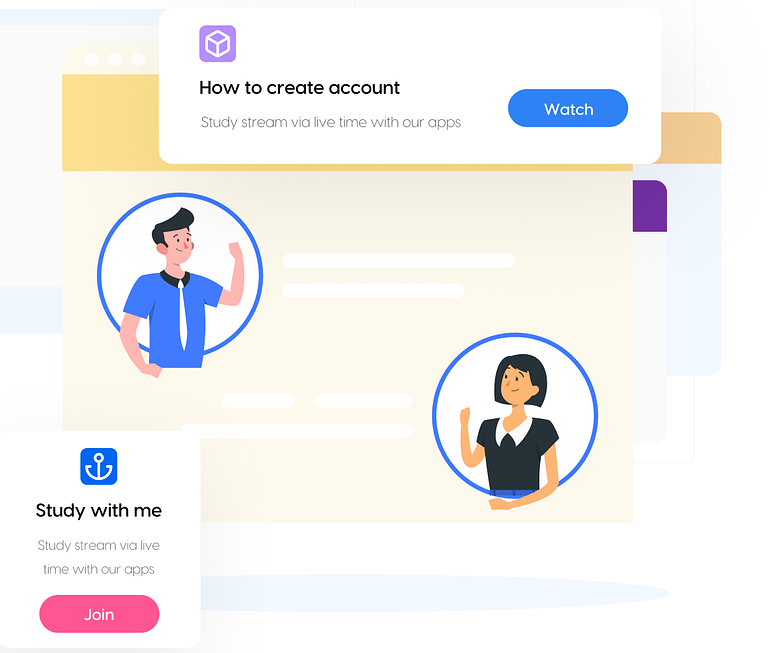 How to create account
Study stream via live time with our apps
Watch
Study with me
Study stream via live
time with our apps
Join